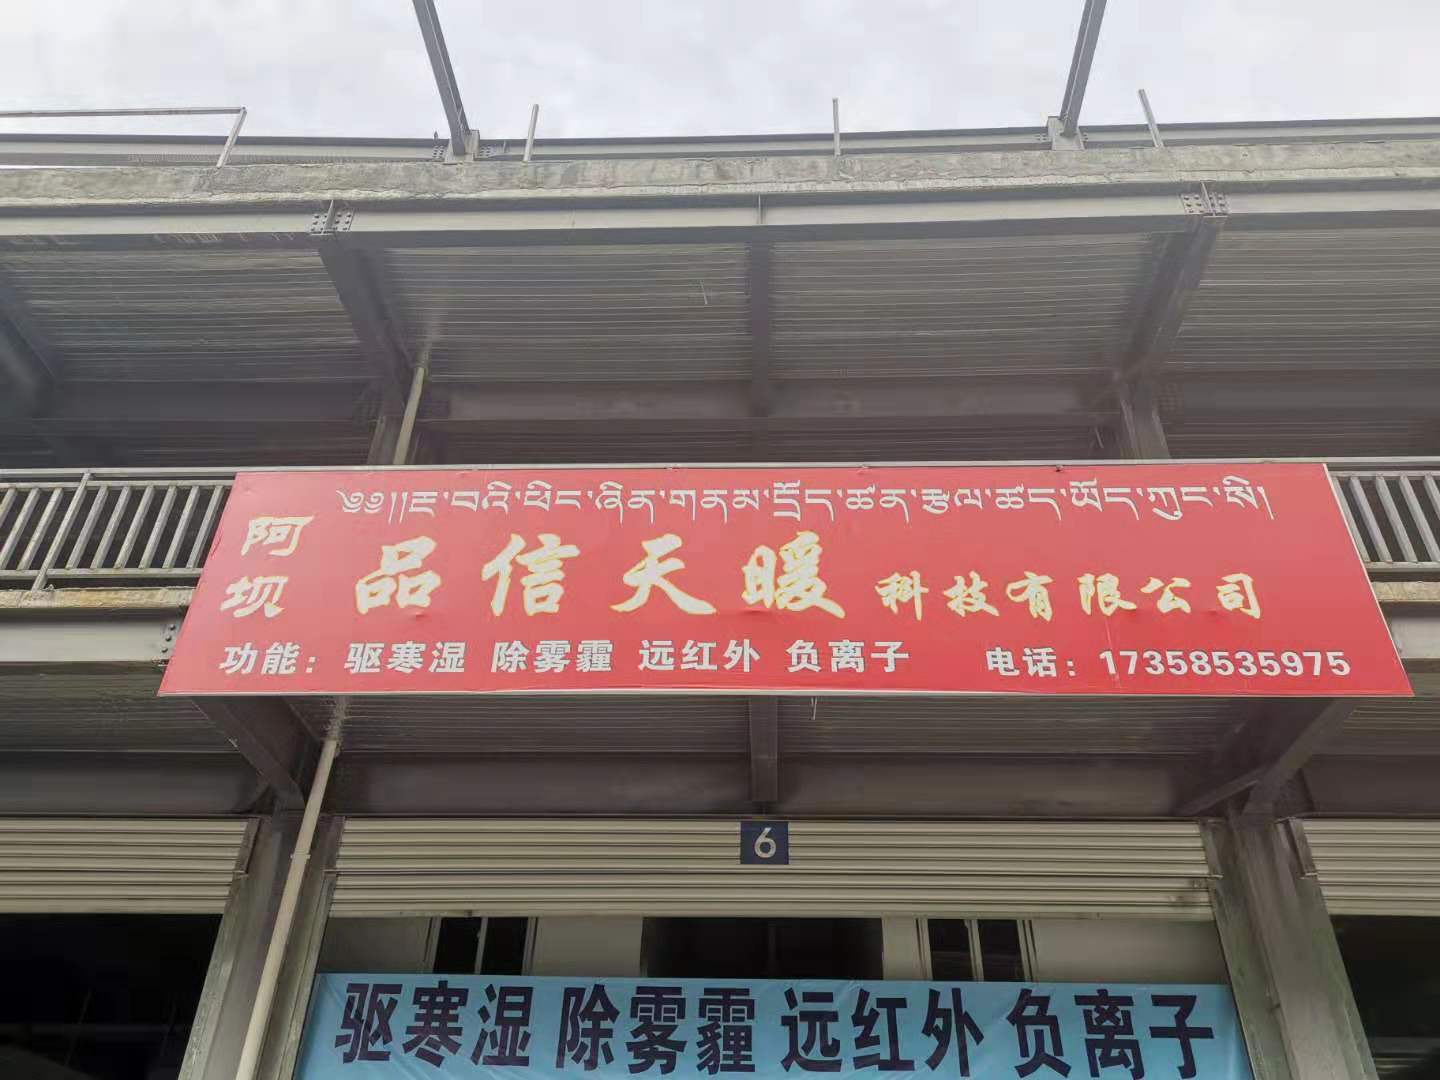 ༄༅།།རྔ་བའི་ཕིང་ཞིན་གནམ་དྲོད་ཚན་རྩལ་ཚད་ཡོད་ཀུང་སི།
阿坝
品信天暖科技有限公司
功能：驱寒湿 除雾霾 远红外 负离子 电话：17358535975
6
驱寒湿 除雾霾 远红外 负离子